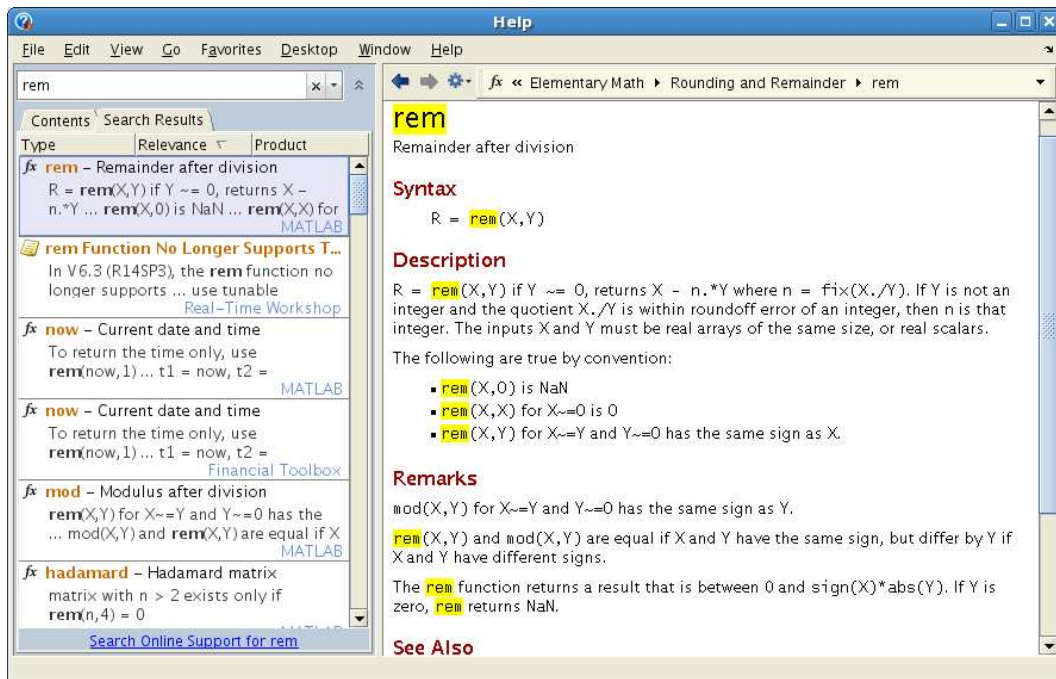 Help
File Edit View Go Favorites Desktop Window Help
rem
Contents Search Results
Type Relevance Product
fx rem – Remainder after division
R = rem(X,Y) if Y ~= 0, returns X –
n.*Y ... rem(X,0) is NaN ... rem(X,X) for
MATLAB
rem Function No Longer Supports T...
In V6.3 (R14SP3), the rem function no
longer supports ... use tunable
Real-Time Workshop
fx now – Current date and time
To return the time only, use
rem(now,1) ... t1 = now, t2 =
MATLAB
fx now – Current date and time
To return the time only, use
rem(now,1) ... t1 = now, t2 =
Financial Toolbox
fx mod – Modulus after division
rem(X,Y) for X~=Y and Y~=0 has the
... mod(X,Y) and rem(X,Y) are equal if X
MATLAB
fx hadamard – Hadamard matrix
matrix with n > 2 exists only if
rem(n,4) = 0
MATLAB
Search Online Support for rem
fx « Elementary Math ▸ Rounding and Remainder ▸ rem
rem
Remainder after division
Syntax
R = rem(X,Y)
Description
R = rem(X,Y) if Y ~= 0, returns X - n.*Y where n = fix(X./Y). If Y is not an
integer and the quotient X./Y is within roundoff error of an integer, then n is that
integer. The inputs X and Y must be real arrays of the same size, or real scalars.
The following are true by convention:
▪ rem(X,0) is NaN
▪ rem(X,X) for X~=0 is 0
▪ rem(X,Y) for X~=Y and Y~=0 has the same sign as X.
Remarks
mod(X,Y) for X~=Y and Y~=0 has the same sign as Y.
rem(X,Y) and mod(X,Y) are equal if X and Y have the same sign, but differ by Y if
X and Y have different signs.
The rem function returns a result that is between 0 and sign(X)*abs(Y). If Y is
zero, rem returns NaN.
See Also